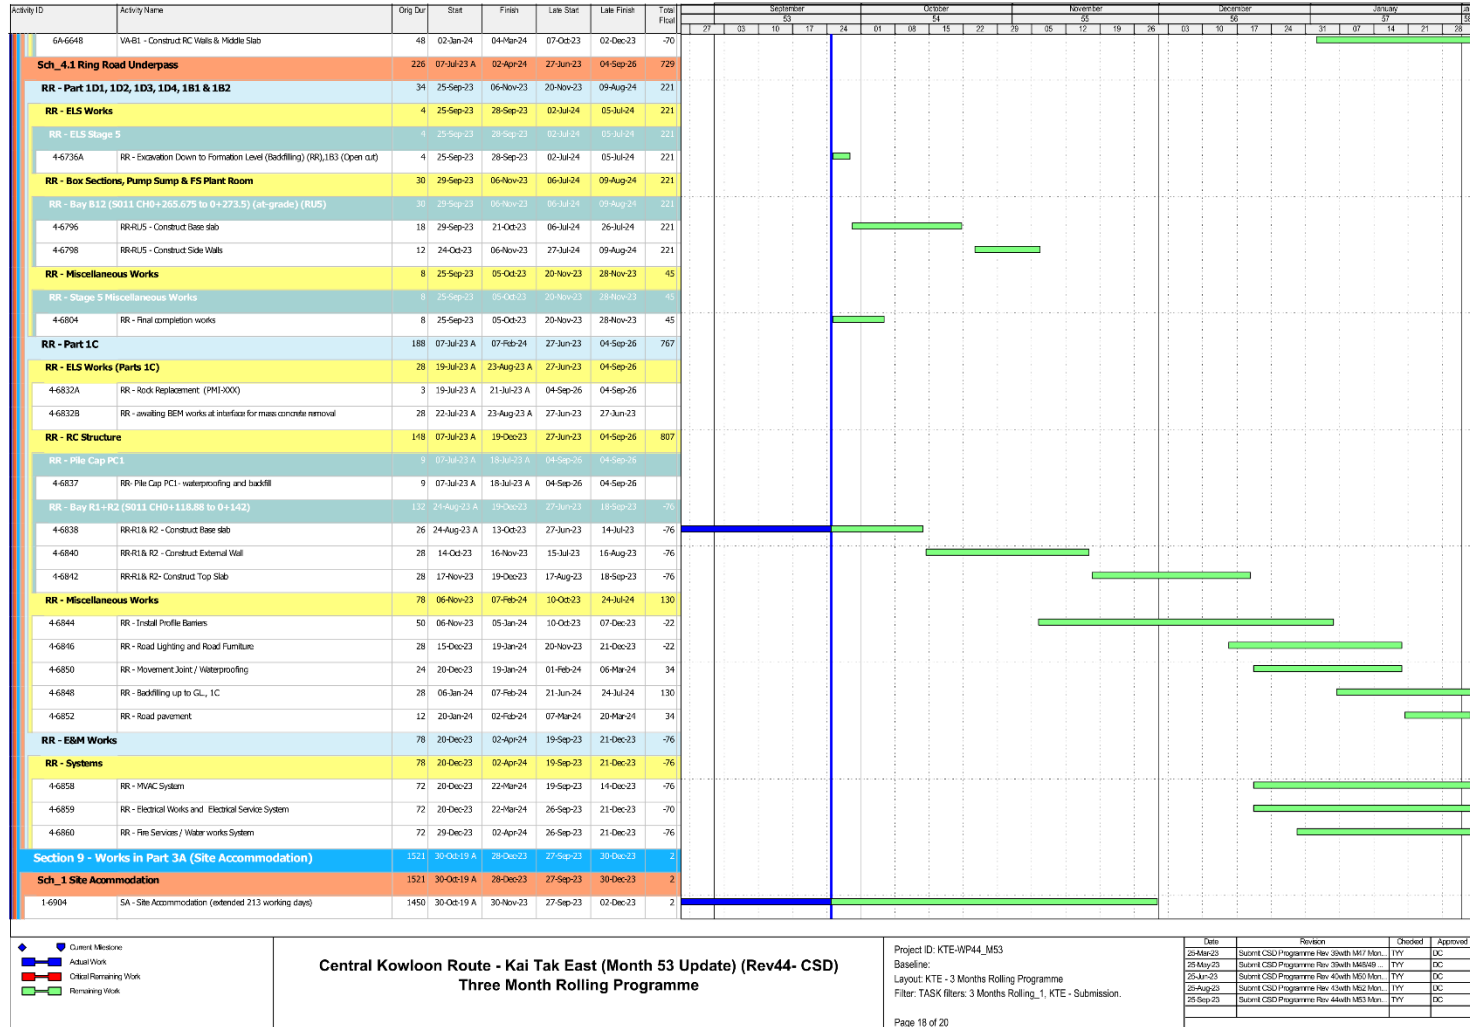 Activity ID Activity Name Orig Dur Start Finish Late Start Late Finish Total Float
September October November December January
53 54 55 56 57
27 03 10 17 24 01 08 15 22 29 05 12 19 26 03 10 17 24 31 07 14 21 28
6A-6648 VA-B1 - Construct RC Walls & Middle Slab 48 02-Jan-24 04-Mar-24 07-Oct-23 02-Dec-23 -70
Sch_4.1 Ring Road Underpass 226 07-Jul-23 A 02-Apr-24 27-Jun-23 04-Sep-26 729
RR - Part 1D1, 1D2, 1D3, 1D4, 1B1 & 1B2 34 25-Sep-23 06-Nov-23 20-Nov-23 09-Aug-24 221
RR - ELS Works 4 25-Sep-23 28-Sep-23 02-Jul-24 05-Jul-24 221
RR - ELS Stage 5 4 25-Sep-23 28-Sep-23 02-Jul-24 05-Jul-24 221
4-6736A RR - Excavation Down to Formation Level (Backfilling) (RR),1B3 (Open cut) 4 25-Sep-23 28-Sep-23 02-Jul-24 05-Jul-24 221
RR - Box Sections, Pump Sump & FS Plant Room 30 29-Sep-23 06-Nov-23 06-Jul-24 09-Aug-24 221
RR - Bay B12 (S011 CH0+265.675 to 0+273.5) (at-grade) (RU5) 30 29-Sep-23 06-Nov-23 06-Jul-24 09-Aug-24 221
4-6796 RR-RU5 - Construct Base slab 18 29-Sep-23 21-Oct-23 06-Jul-24 26-Jul-24 221
4-6798 RR-RU5 - Construct Side Walls 12 24-Oct-23 06-Nov-23 27-Jul-24 09-Aug-24 221
RR - Miscellaneous Works 8 25-Sep-23 05-Oct-23 20-Nov-23 28-Nov-23 45
RR - Stage 5 Miscellaneous Works 8 25-Sep-23 05-Oct-23 20-Nov-23 28-Nov-23 45
4-6804 RR - Final completion works 8 25-Sep-23 05-Oct-23 20-Nov-23 28-Nov-23 45
RR - Part 1C 188 07-Jul-23 A 07-Feb-24 27-Jun-23 04-Sep-26 767
RR - ELS Works (Parts 1C) 28 19-Jul-23 A 23-Aug-23 A 27-Jun-23 04-Sep-26
4-6832A RR - Rock Replacement (PMI-XXX) 3 19-Jul-23 A 21-Jul-23 A 04-Sep-26 04-Sep-26
4-6832B RR - awaiting BEM works at interface for mass concrete removal 28 22-Jul-23 A 23-Aug-23 A 27-Jun-23 27-Jun-23
RR - RC Structure 148 07-Jul-23 A 19-Dec-23 27-Jun-23 04-Sep-26 807
RR - Pile Cap PC1 9 07-Jul-23 A 18-Jul-23 A 04-Sep-26 04-Sep-26
4-6837 RR- Pile Cap PC1- waterproofing and backfill 9 07-Jul-23 A 18-Jul-23 A 04-Sep-26 04-Sep-26
RR - Bay R1+R2 (S011 CH0+118.88 to 0+142) 132 24-Aug-23 A 19-Dec-23 27-Jun-23 18-Sep-23 -76
4-6838 RR-R1& R2 - Construct Base slab 26 24-Aug-23 A 13-Oct-23 27-Jun-23 14-Jul-23 -76
4-6840 RR-R1& R2 - Construct External Wall 28 14-Oct-23 16-Nov-23 15-Jul-23 16-Aug-23 -76
4-6842 RR-R1& R2- Construct Top Slab 28 17-Nov-23 19-Dec-23 17-Aug-23 18-Sep-23 -76
RR - Miscellaneous Works 78 06-Nov-23 07-Feb-24 10-Oct-23 24-Jul-24 130
4-6844 RR - Install Profile Barriers 50 06-Nov-23 05-Jan-24 10-Oct-23 07-Dec-23 -22
4-6846 RR - Road Lighting and Road Furniture 28 15-Dec-23 19-Jan-24 20-Nov-23 21-Dec-23 -22
4-6850 RR - Movement Joint / Waterproofing 24 20-Dec-23 19-Jan-24 01-Feb-24 06-Mar-24 34
4-6848 RR - Backfilling up to GL., 1C 28 06-Jan-24 07-Feb-24 21-Jun-24 24-Jul-24 130
4-6852 RR - Road pavement 12 20-Jan-24 02-Feb-24 07-Mar-24 20-Mar-24 34
RR - E&M Works 78 20-Dec-23 02-Apr-24 19-Sep-23 21-Dec-23 -76
RR - Systems 78 20-Dec-23 02-Apr-24 19-Sep-23 21-Dec-23 -76
4-6858 RR - MVAC System 72 20-Dec-23 22-Mar-24 19-Sep-23 14-Dec-23 -76
4-6859 RR - Electrical Works and Electrical Service System 72 20-Dec-23 22-Mar-24 26-Sep-23 21-Dec-23 -70
4-6860 RR - Fire Services / Water works System 72 29-Dec-23 02-Apr-24 26-Sep-23 21-Dec-23 -76
Section 9 - Works in Part 3A (Site Accommodation) 1521 30-Oct-19 A 28-Dec-23 27-Sep-23 30-Dec-23 2
Sch_1 Site Acommodation 1521 30-Oct-19 A 28-Dec-23 27-Sep-23 30-Dec-23 2
1-6904 SA - Site Accommodation (extended 213 working days) 1450 30-Oct-19 A 30-Nov-23 27-Sep-23 02-Dec-23 2
Current Milestone
Actual Work
Critical Remaining Work
Remaining Work
Central Kowloon Route - Kai Tak East (Month 53 Update) (Rev44- CSD)
Three Month Rolling Programme
Project ID: KTE-WP44_M53
Baseline:
Layout: KTE - 3 Months Rolling Programme
Filter: TASK filters: 3 Months Rolling_1, KTE - Submission.
Page 18 of 20
Date Revision Checked Approved
25-Mar-23 Submit CSD Programme Rev 39with M47 Mon... TYY DC
25-May-23 Submit CSD Programme Rev 39with M48/49 ... TYY DC
25-Jun-23 Submit CSD Programme Rev 40with M50 Mon... TYY DC
25-Aug-23 Submit CSD Programme Rev 43with M52 Mon... TYY DC
25-Sep-23 Submit CSD Programme Rev 44with M53 Mon... TYY DC